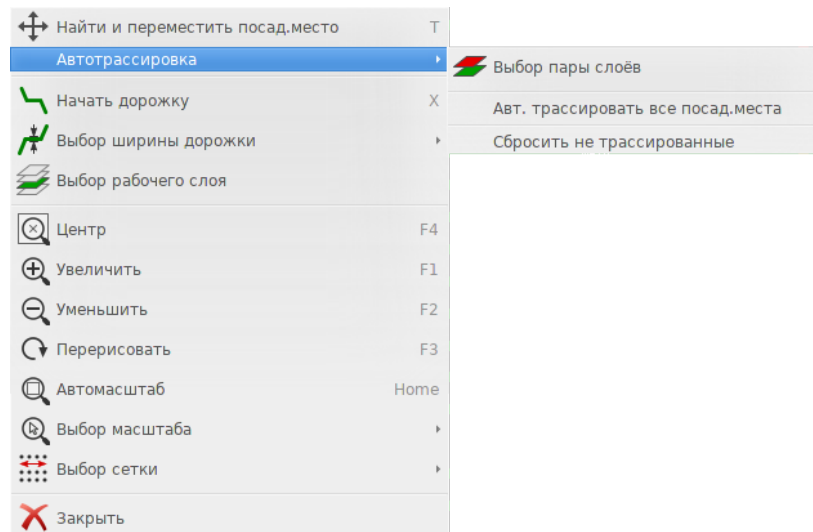 Найти и переместить посад.место T
Автотрассировка
Выбор пары слоёв
Начать дорожку X
Авт. трассировать все посад.места
Выбор ширины дорожки
Сбросить не трассированные
Выбор рабочего слоя
Центр F4
Увеличить F1
Уменьшить F2
Перерисовать F3
Автомасштаб Home
Выбор масштаба
Выбор сетки
Закрыть